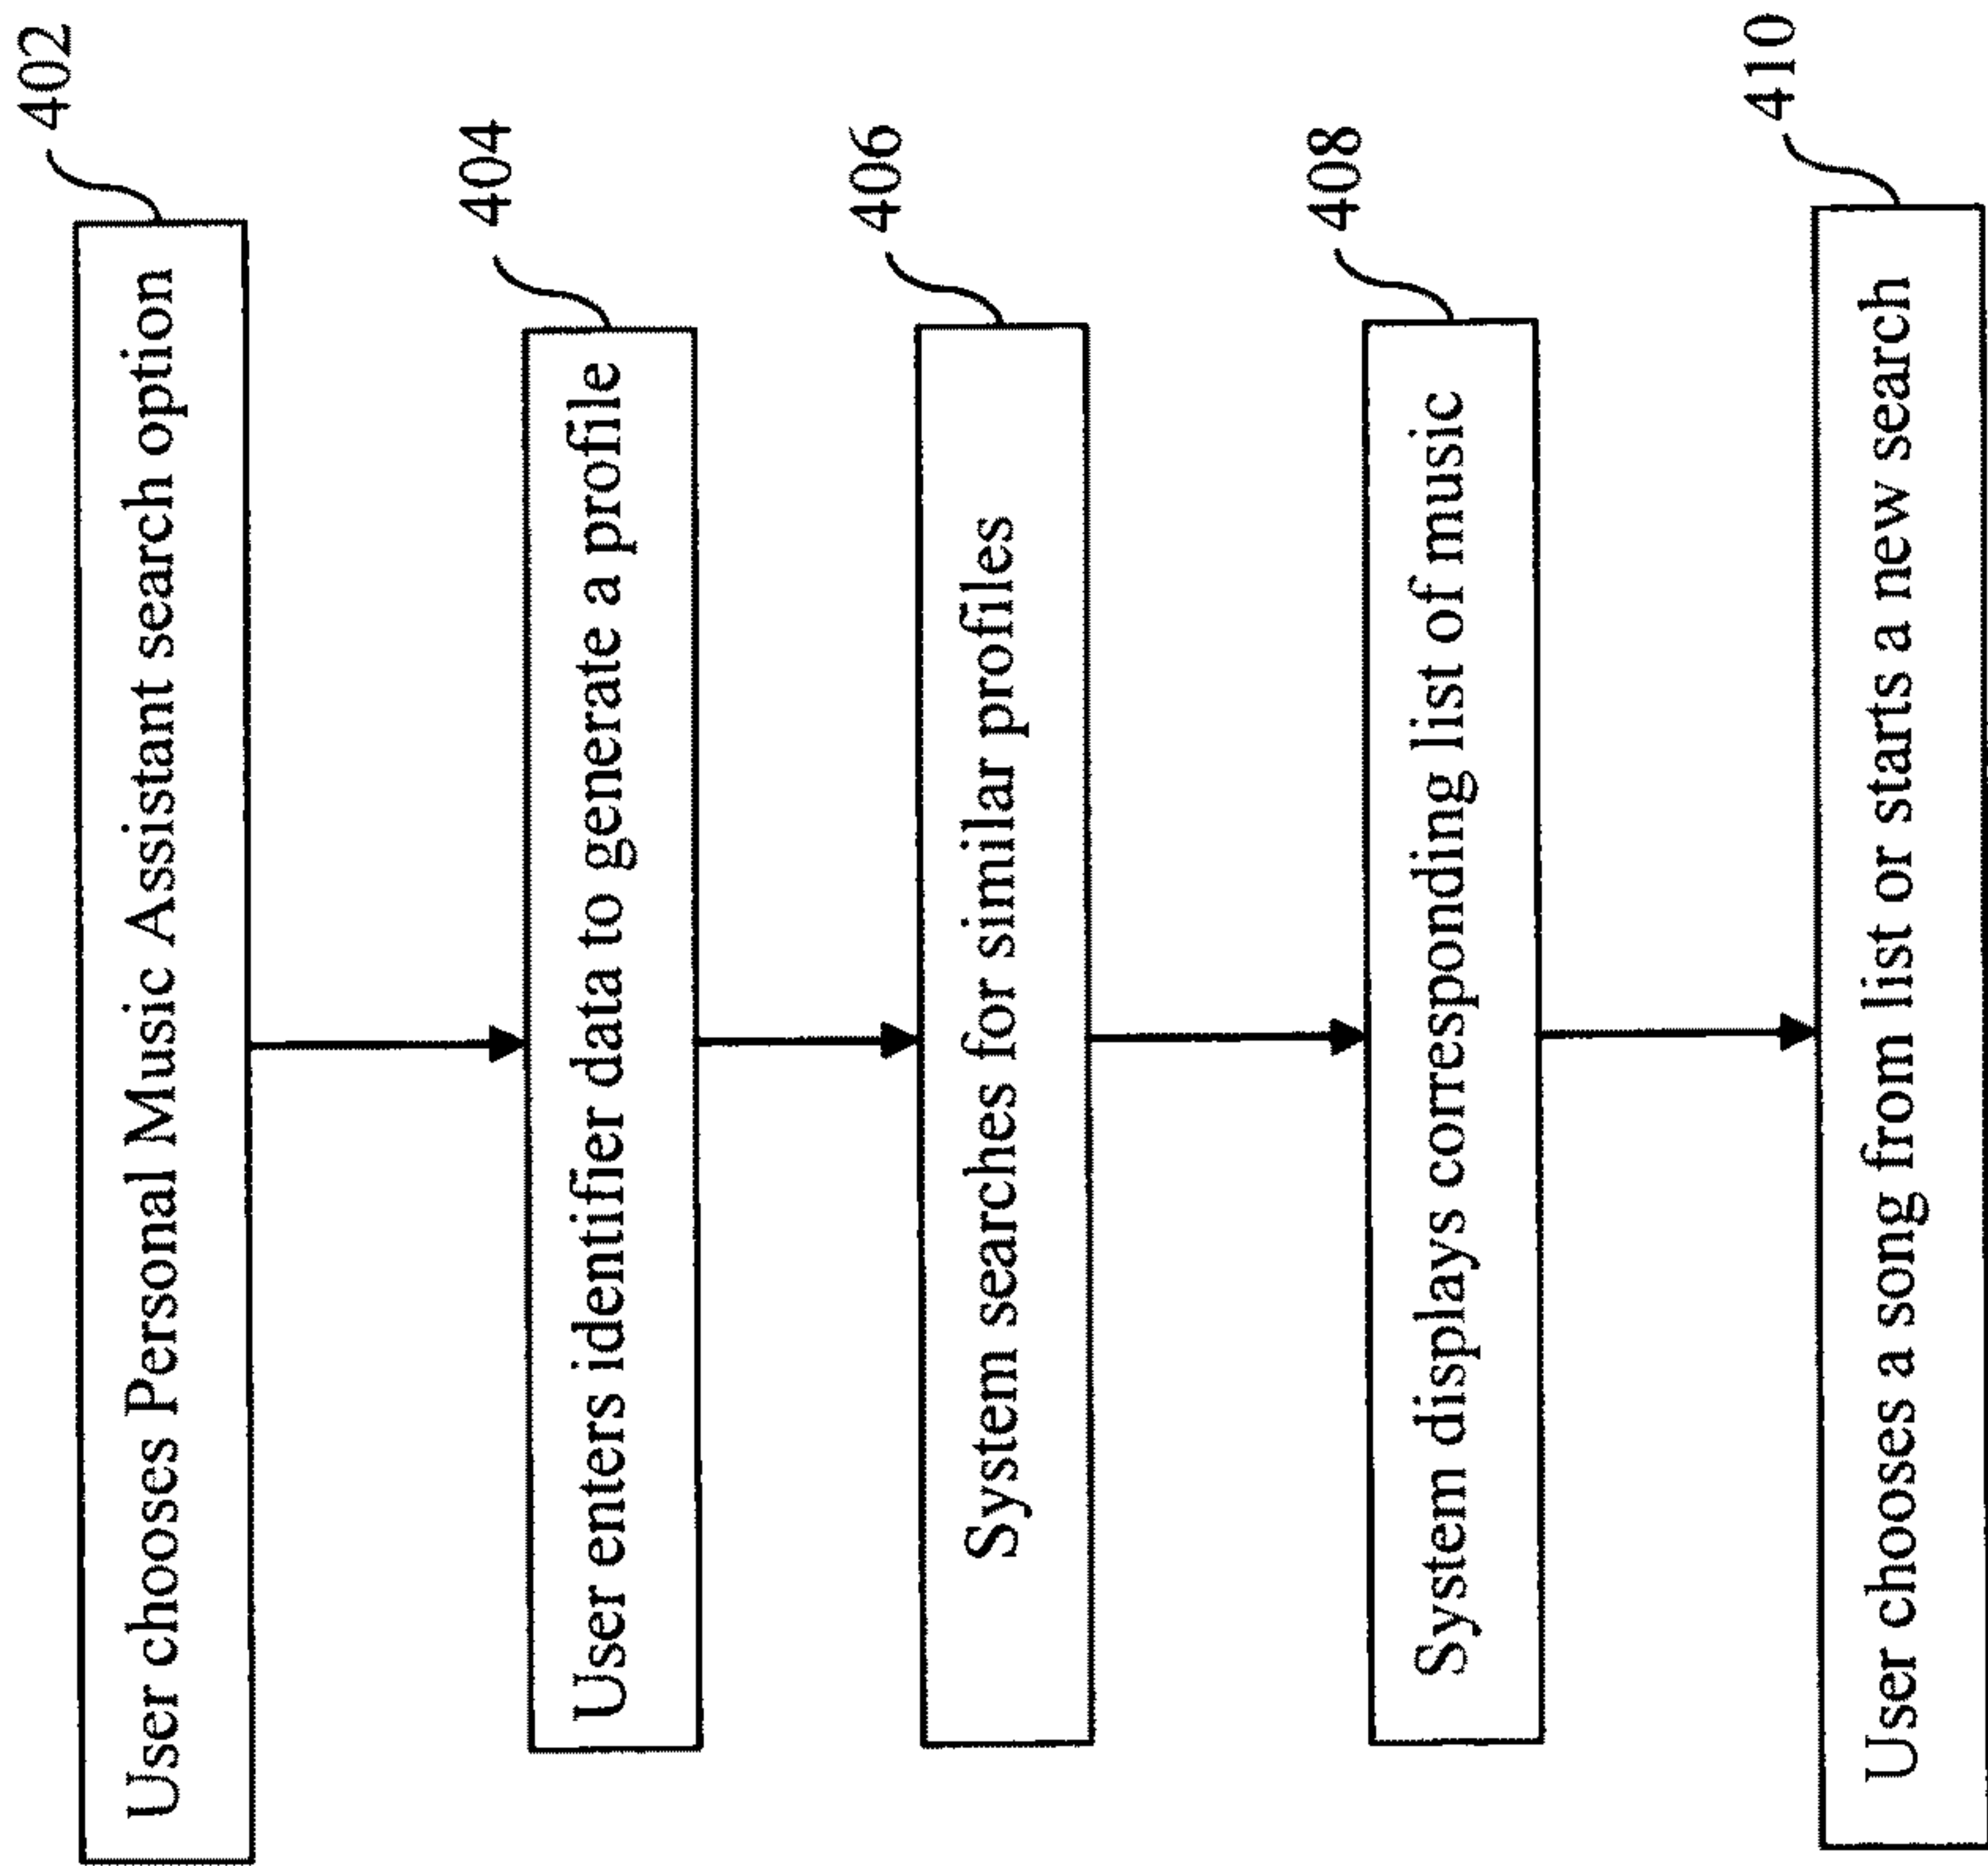 402
User chooses Personal Music Assistant search option
404
User enters identifier data to generate a profile
406
System searches for similar profiles
408
System displays corresponding list of music
410
User chooses a song from list or starts a new search